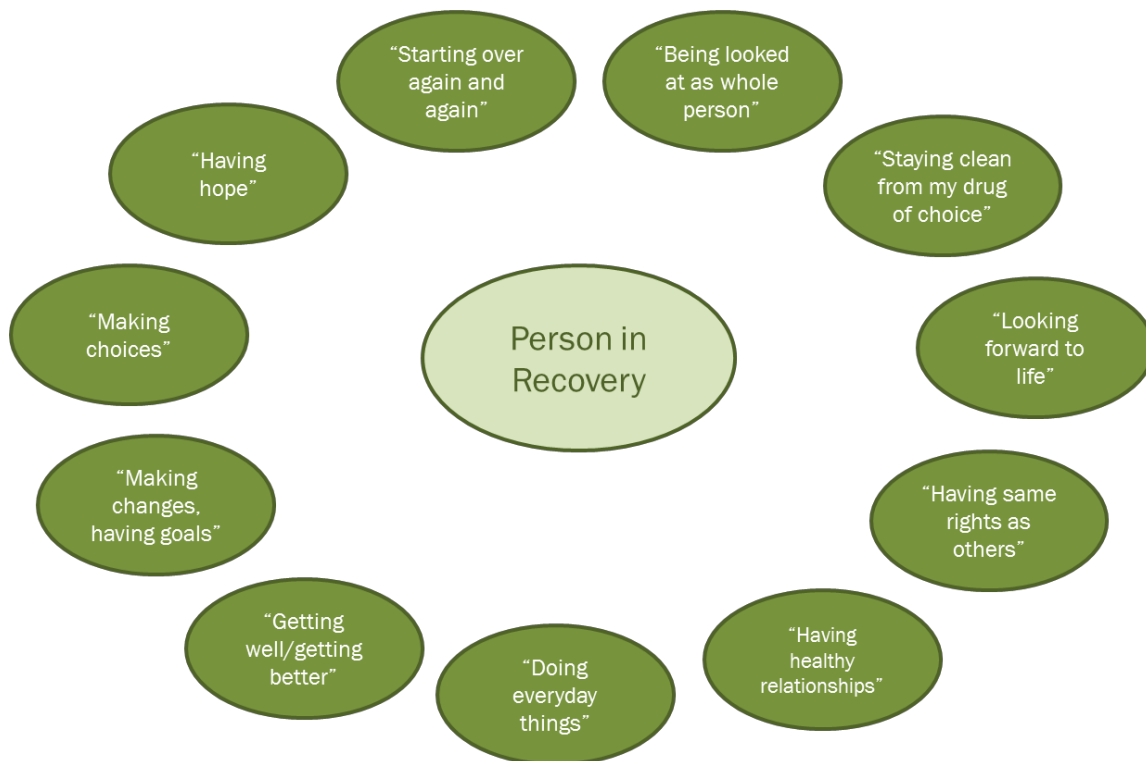 “Starting over
again and
again”
“Being looked
at as whole
person”
“Staying clean
from my drug
of choice”
“Looking
forward to
life”
“Having same
rights as
others”
“Having
healthy
relationships”
“Doing
everyday
things”
“Getting
well/getting
better”
“Making
changes,
having goals”
“Making
choices”
“Having
hope”
Person in
Recovery